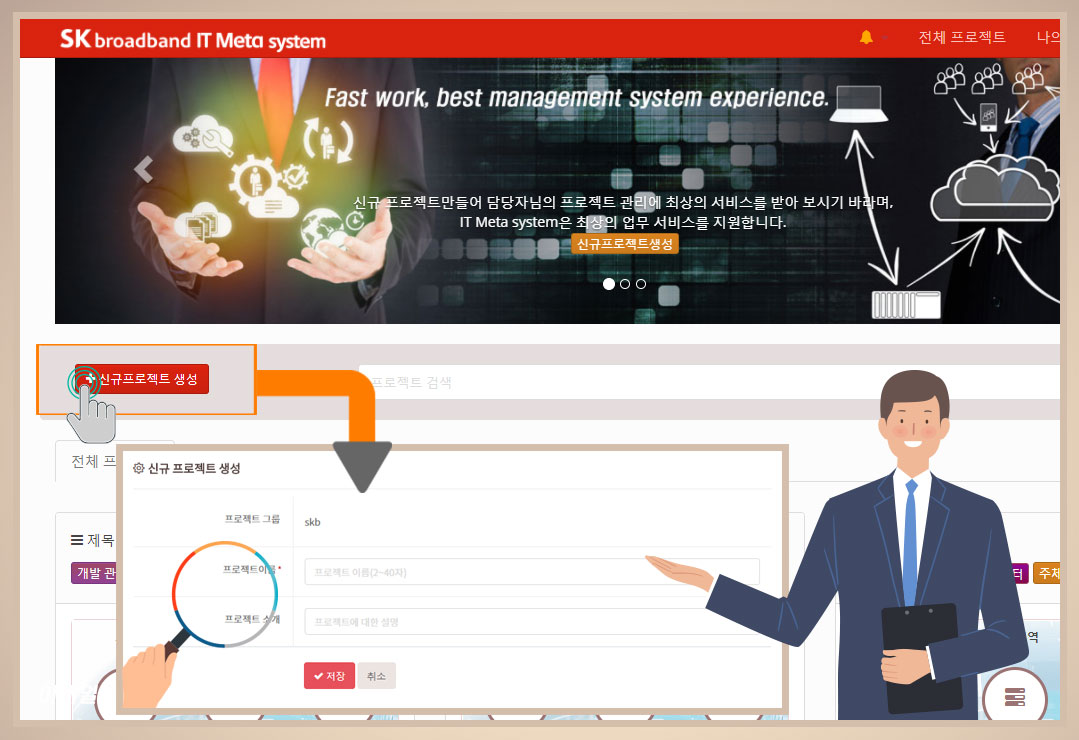 SK broadband IT Meta system
전체 프로젝트
Fast work, best management system experience.
신규 프로젝트만들어 담당자님의 프로젝트 관리에 최상의 서비스를 받아 보시기 바라며,
IT Meta system은 최상의 업무 서비스를 지원합니다.
신규프로젝트생성
+신규프로젝트 생성
프로젝트 검색
전체 프
신규 프로젝트 생성
프로젝트 그룹
skb
제목
개발 관
프로젝트이름 *
프로젝트 이름(2~40자)
터
주제
프로젝트 소개
프로젝트에 대한 설명
역
저장
취소